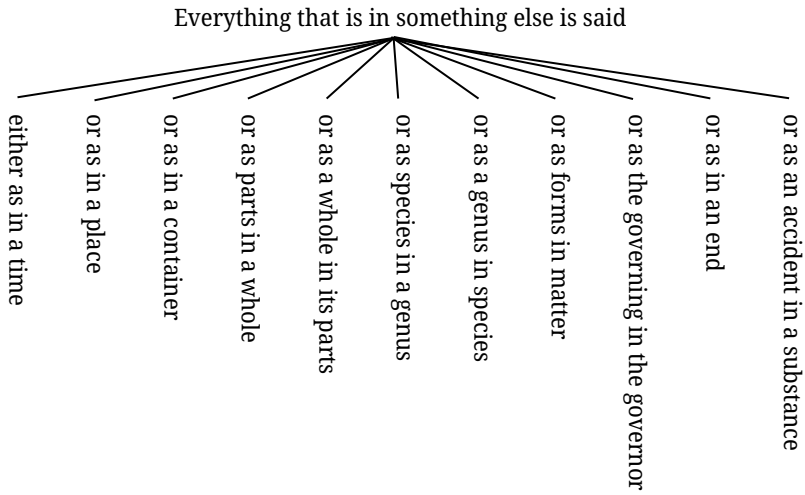 Everything that is in something else is said
either as in a time
or as in a place
or as in a container
or as parts in a whole
or as a whole in its parts
or as species in a genus
or as a genus in species
or as forms in matter
or as the governing in the governor
or as in an end
or as an accident in a substance